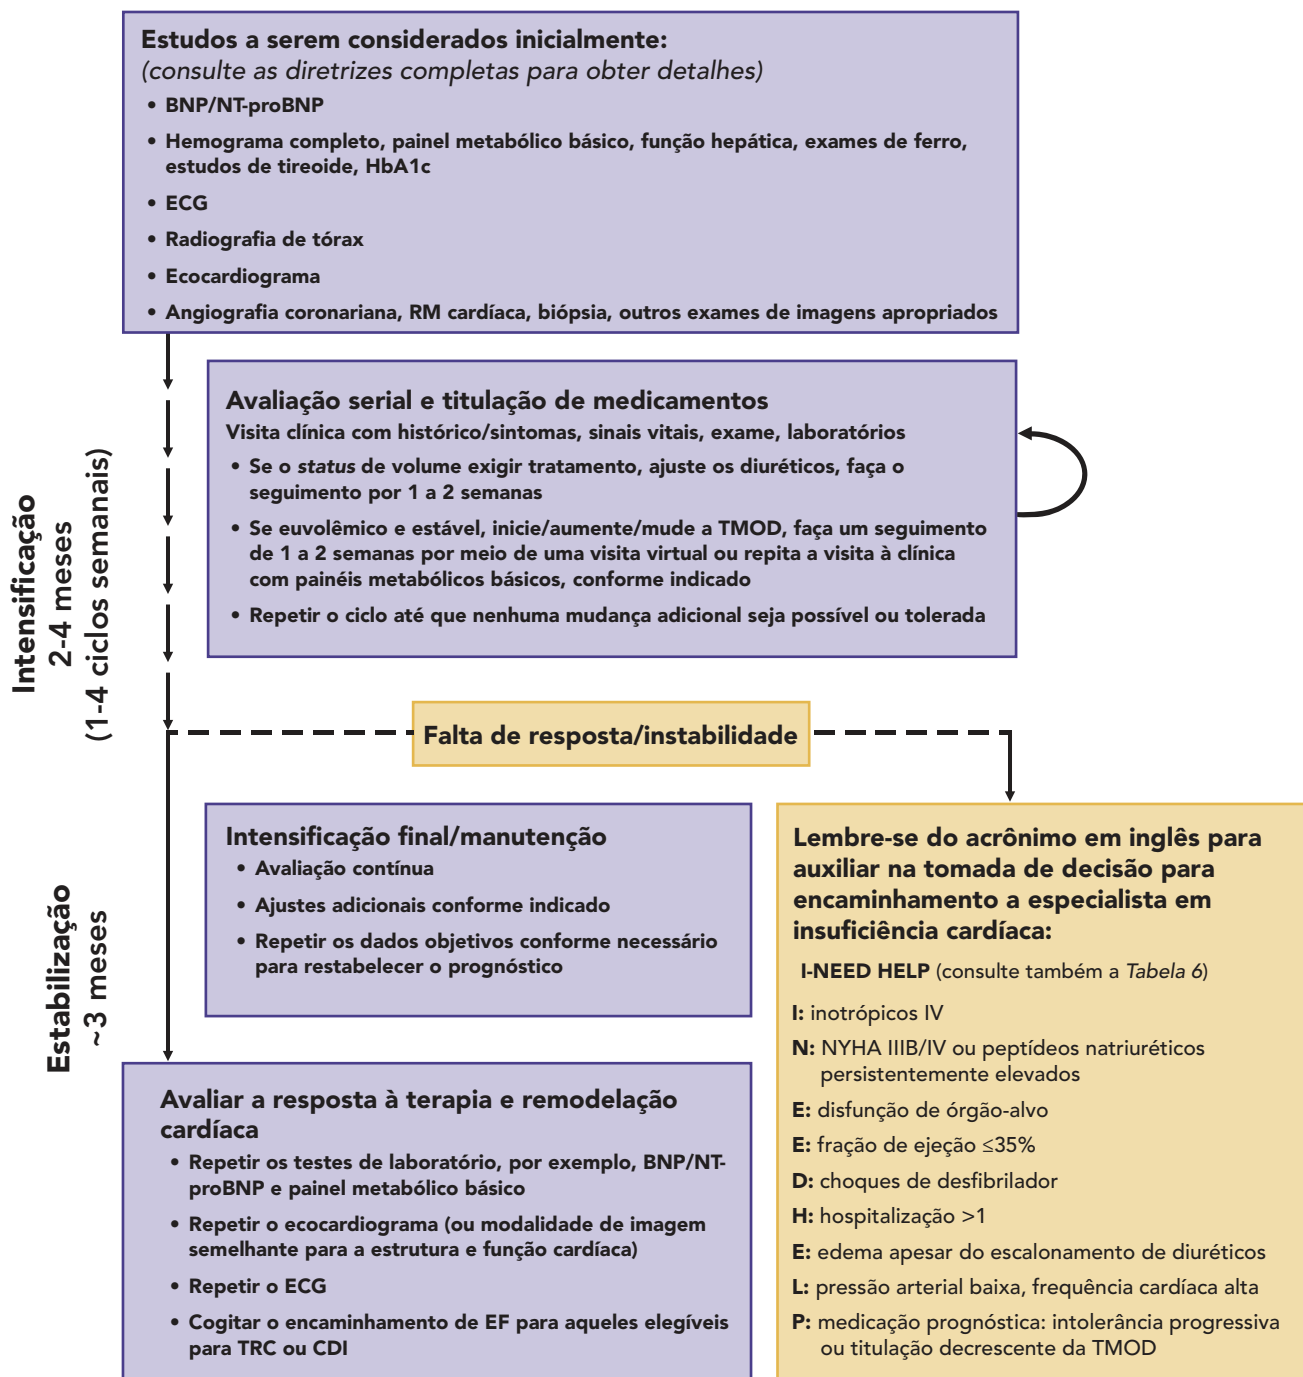 Estudos a serem considerados inicialmente:
(consulte as diretrizes completas para obter detalhes)
• BNP/NT-proBNP
• Hemograma completo, painel metabólico básico, função hepática, exames de ferro,
estudos de tireoide, HbA1c
• ECG
• Radiografia de tórax
• Ecocardiograma
• Angiografia coronariana, RM cardíaca, biópsia, outros exames de imagens apropriados
Intensificação
2-4 meses
(1-4 ciclos semanais)
Avaliação serial e titulação de medicamentos
Visita clínica com histórico/sintomas, sinais vitais, exame, laboratórios
• Se o status de volume exigir tratamento, ajuste os diuréticos, faça o
seguimento por 1 a 2 semanas
• Se euvolêmico e estável, inicie/aumente/mude a TMOD, faça um seguimento
de 1 a 2 semanas por meio de uma visita virtual ou repita a visita à clínica
com painéis metabólicos básicos, conforme indicado
• Repetir o ciclo até que nenhuma mudança adicional seja possível ou tolerada
Falta de resposta/instabilidade
Estabilização
~3 meses
Intensificação final/manutenção
• Avaliação contínua
• Ajustes adicionais conforme indicado
• Repetir os dados objetivos conforme necessário
para restabelecer o prognóstico
Avaliar a resposta à terapia e remodelação
cardíaca
• Repetir os testes de laboratório, por exemplo, BNP/NT-
proBNP e painel metabólico básico
• Repetir o ecocardiograma (ou modalidade de imagem
semelhante para a estrutura e função cardíaca)
• Repetir o ECG
• Cogitar o encaminhamento de EF para aqueles elegíveis
para TRC ou CDI
Lembre-se do acrônimo em inglês para
auxiliar na tomada de decisão para
encaminhamento a especialista em
insuficiência cardíaca:
I-NEED HELP (consulte também a Tabela 6)
I: inotrópicos IV
N: NYHA IIIB/IV ou peptídeos natriuréticos
persistentemente elevados
E: disfunção de órgão-alvo
E: fração de ejeção ≤35%
D: choques de desfibrilador
H: hospitalização >1
E: edema apesar do escalonamento de diuréticos
L: pressão arterial baixa, frequência cardíaca alta
P: medicação prognóstica: intolerância progressiva
ou titulação decrescente da TMOD